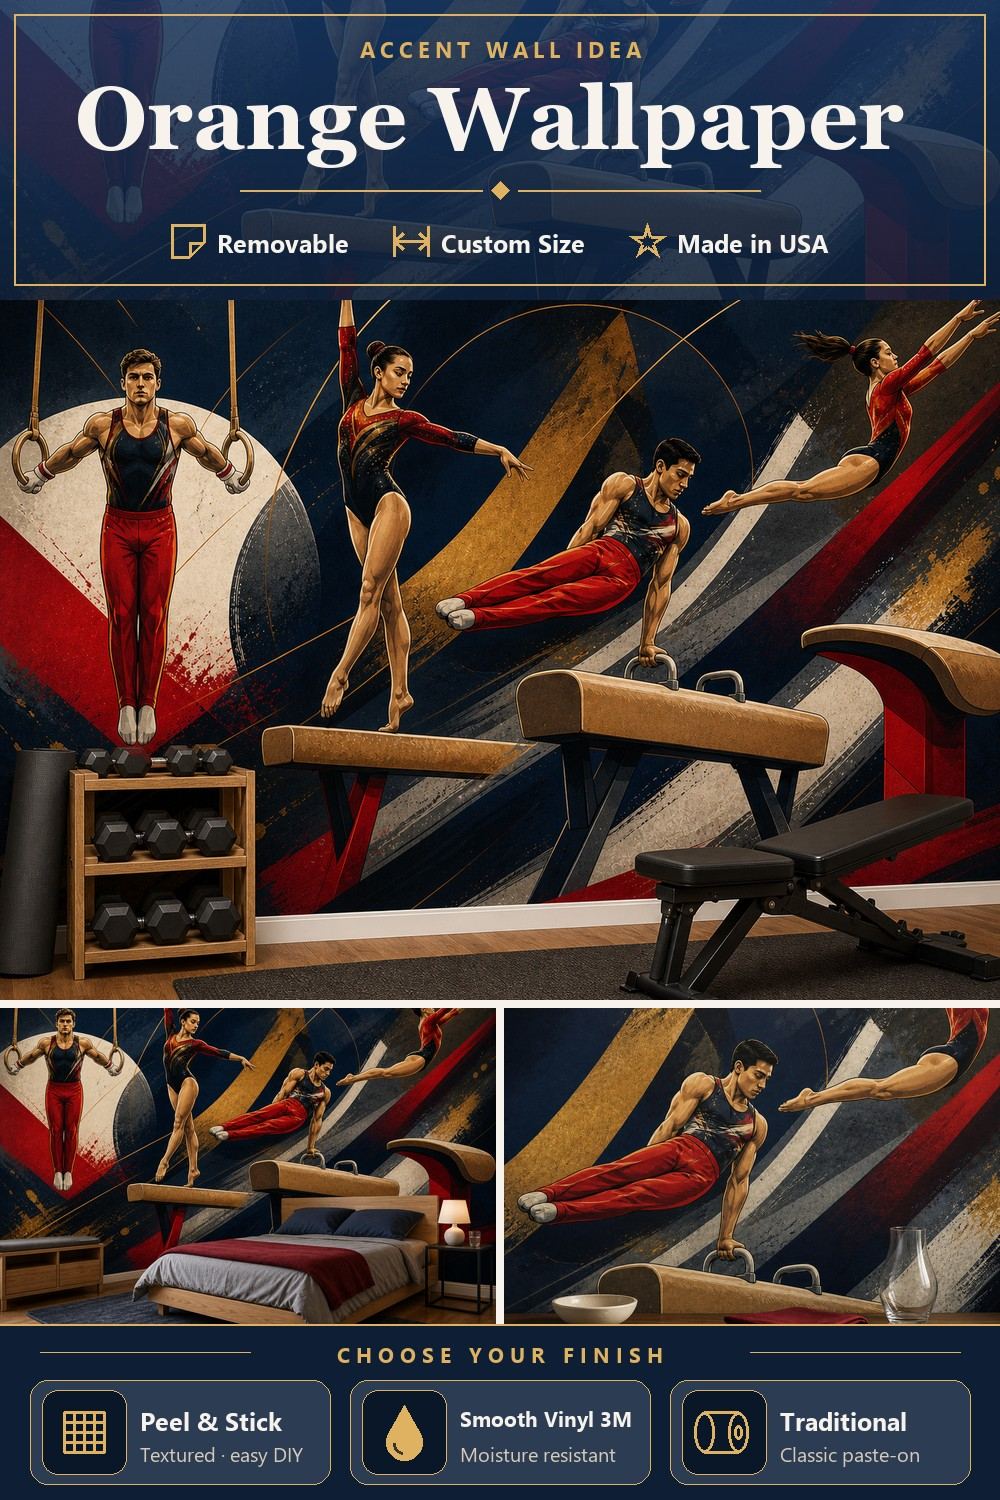 ACCENT WALL IDEA
Orange Wallpaper
Removable
Custom Size
Made in USA
CHOOSE YOUR FINISH
Peel & Stick
Textured · easy DIY
Smooth Vinyl 3M
Moisture resistant
Traditional
Classic paste-on